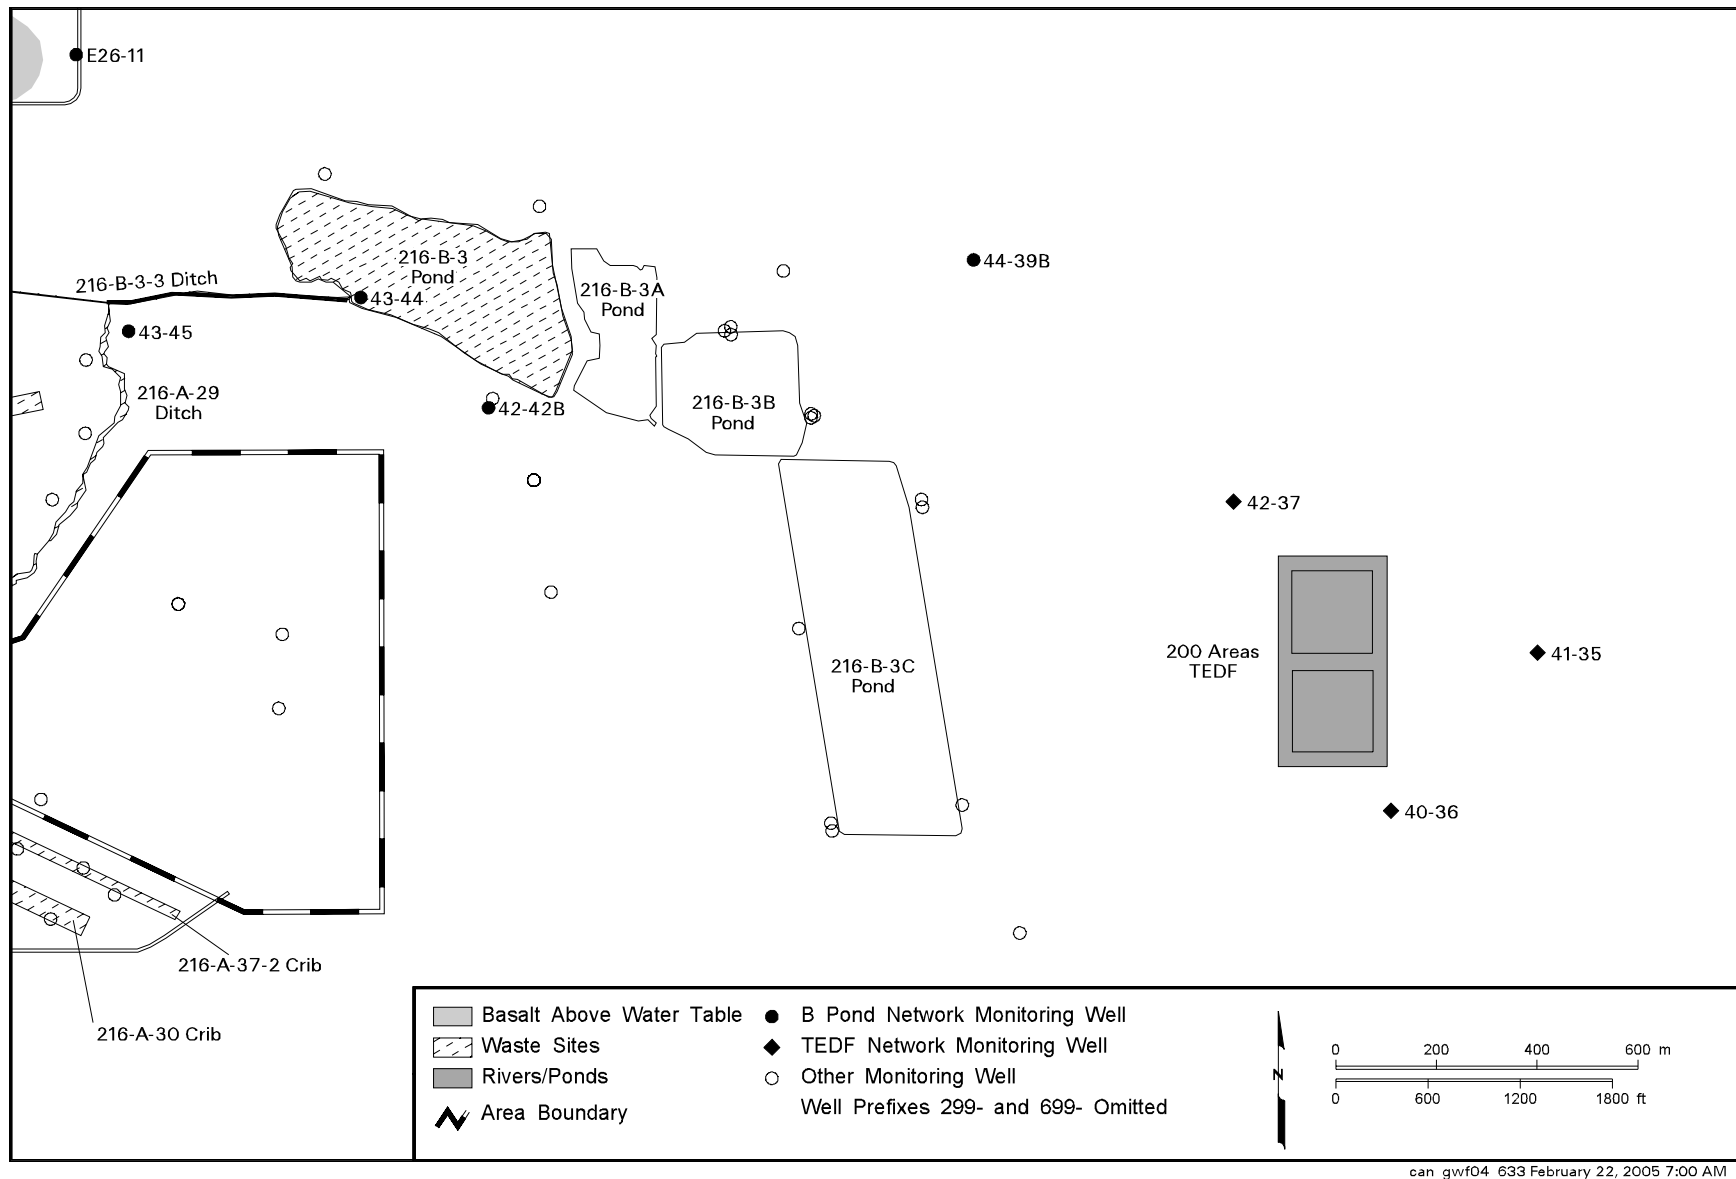 E26-11
216-B-3
Pond
44-39B
216-B-3-3 Ditch
216-B-3A
Pond
43-44
43-45
216-A-29
Ditch
42-42B
216-B-3B
Pond
42-37
200 Areas
TEDF
41-35
216-B-3C
Pond
40-36
216-A-37-2 Crib
216-A-30 Crib
Basalt Above Water Table
Waste Sites
Rivers/Ponds
Area Boundary
B Pond Network Monitoring Well
TEDF Network Monitoring Well
Other Monitoring Well
Well Prefixes 299- and 699- Omitted
N
0 200 400 600 m
0 600 1200 1800 ft
can_gwf04_633 February 22, 2005 7:00 AM